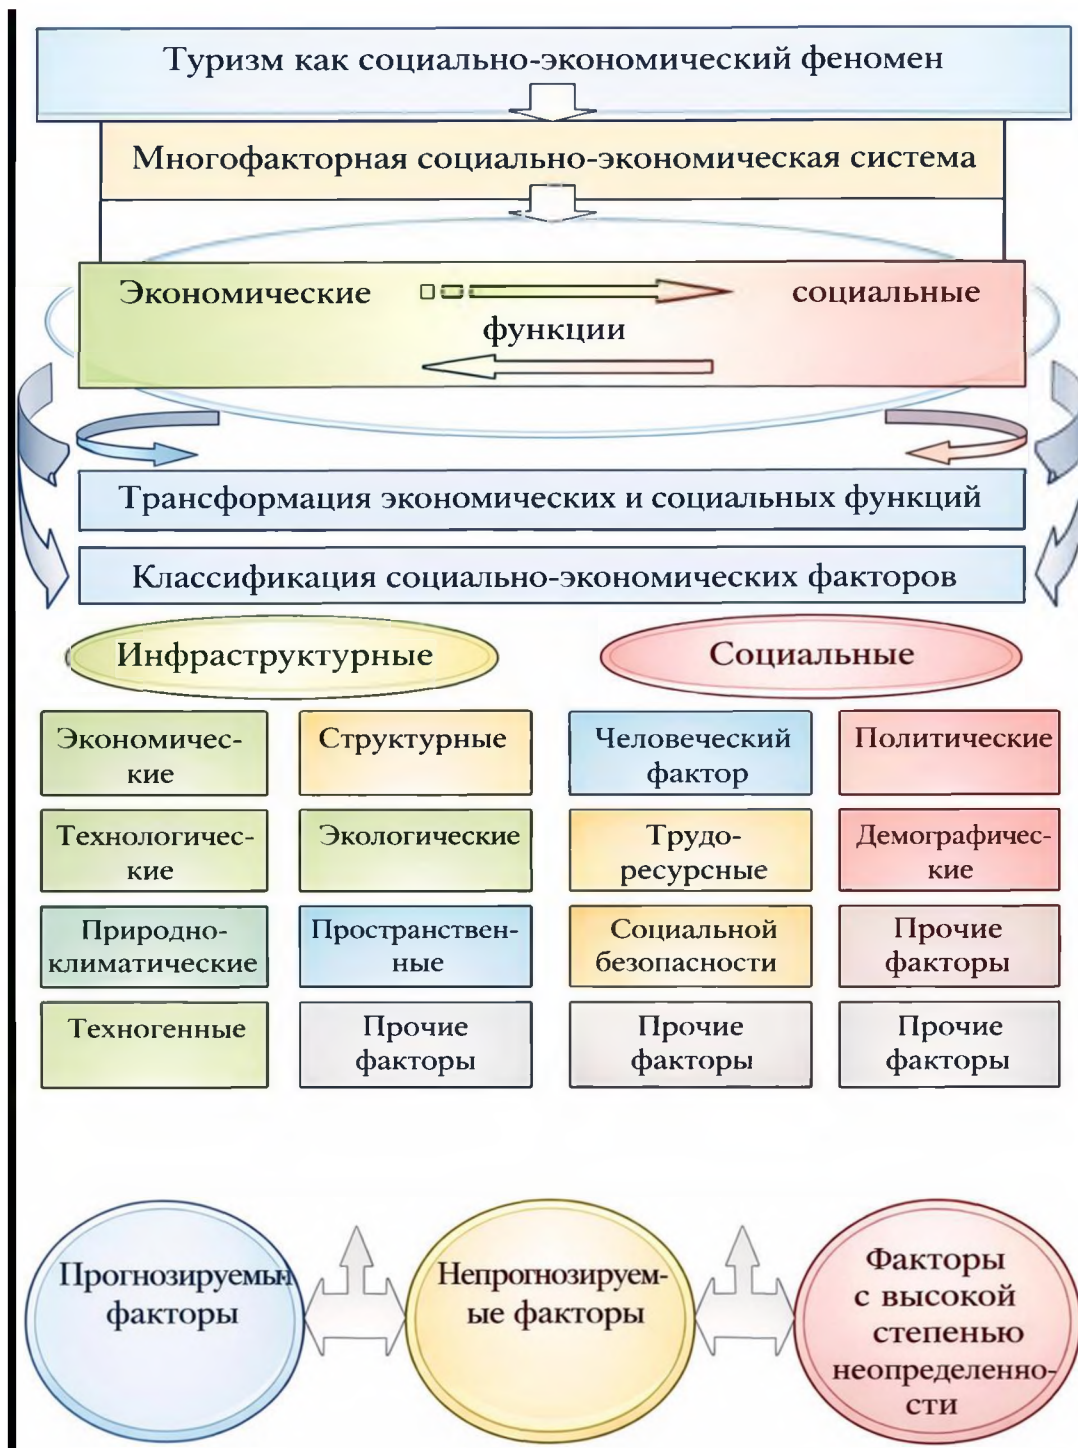 Туризм как социально-экономический феномен
Многофакторная социально-экономическая система
Экономические
социальные
функции
Трансформация экономических и социальных функций
Классификация социально-экономических факторов
Инфраструктурные
Социальные
Экономичес-
кие
Структурные
Человеческий
фактор
Политические
Технологичес-
кие
Экологические
Трудо-
ресурсные
Демографичес-
кие
Природно-
климатические
Пространствен-
ные
Социальной
безопасности
Прочие
факторы
Техногенные
Прочие
факторы
Прочие
факторы
Прочие
факторы
Прогнозируемы
факторы
Непрогнозируем-
ые факторы
Факторы
с высокой
степенью
неопределенно-
сти